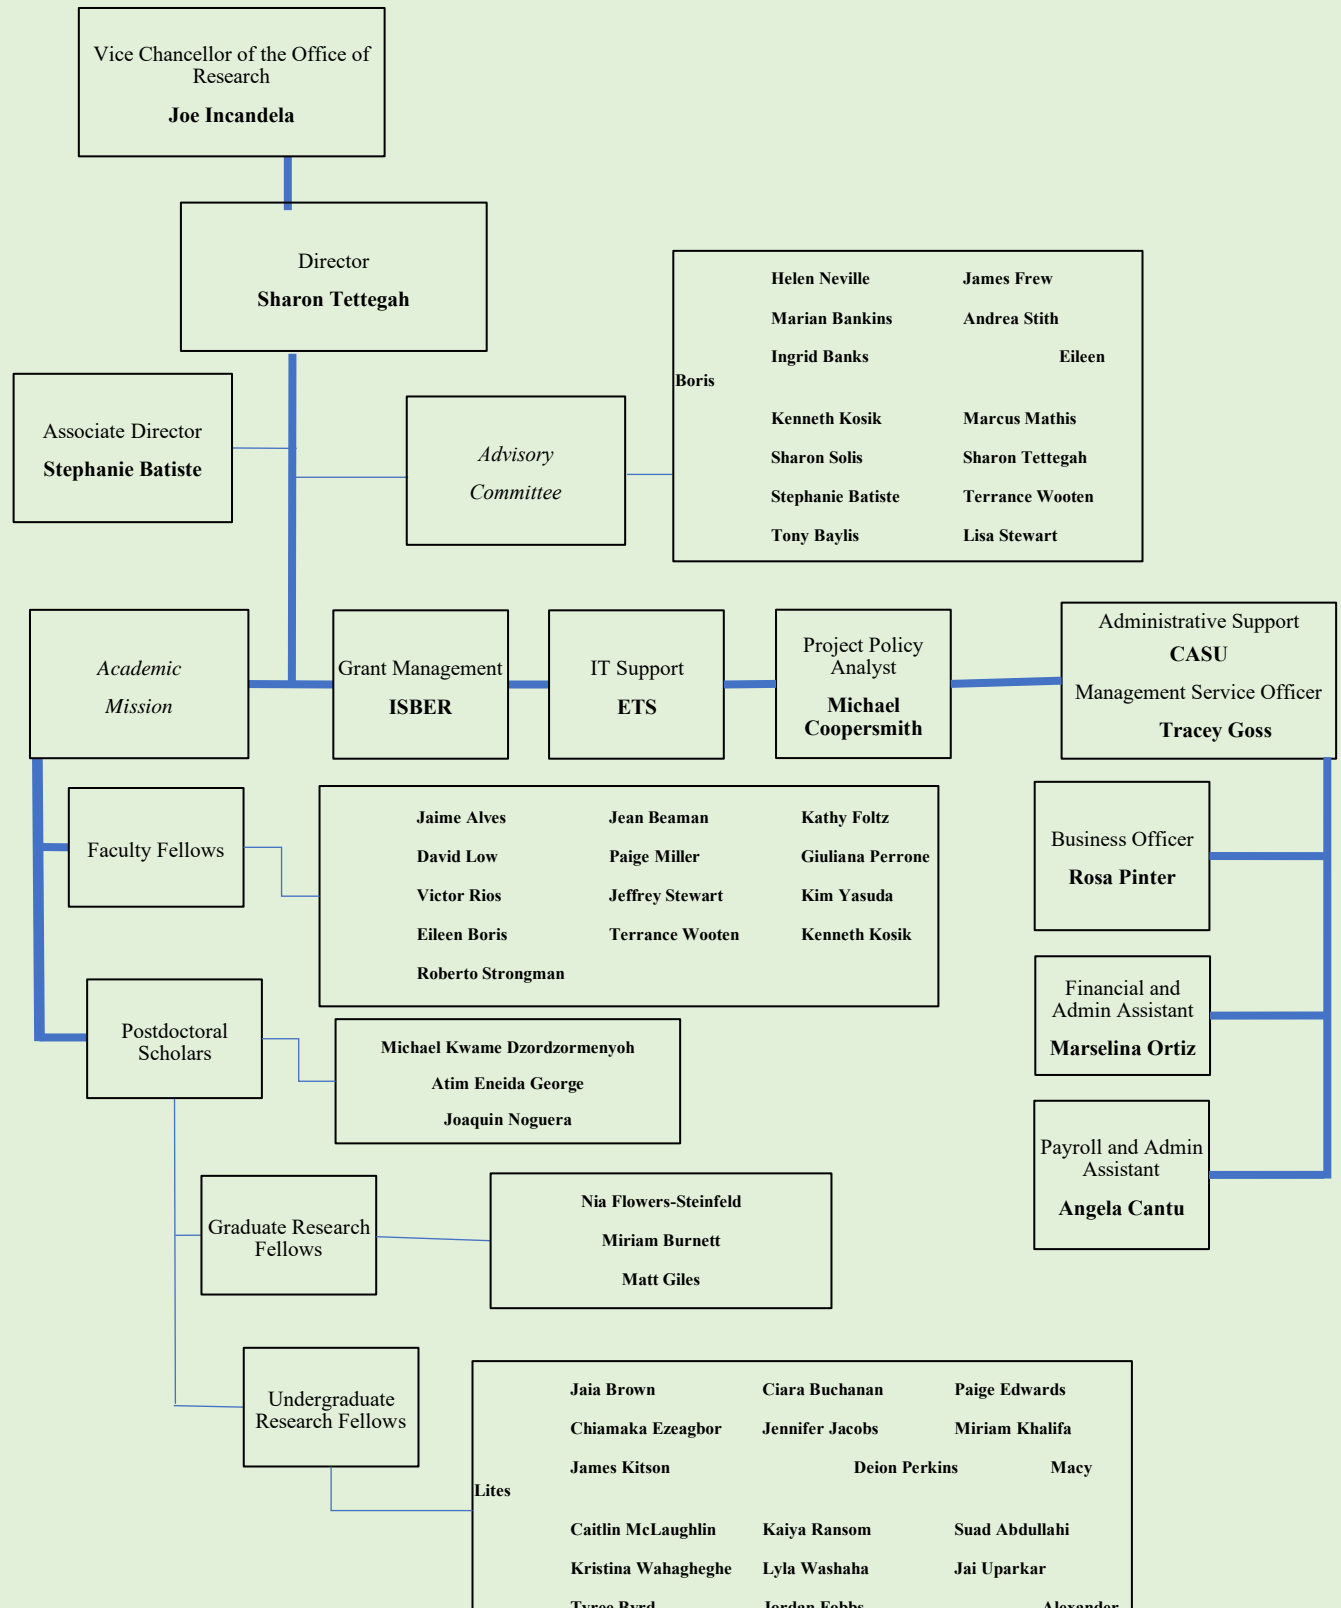 Vice Chancellor of the Office of
Research
Joe Incandela
Director
Sharon Tettegah
Associate Director
Stephanie Batiste
Advisory
Committee
Helen Neville James Frew
Marian Bankins Andrea Stith
Ingrid Banks Eileen
Boris
Kenneth Kosik Marcus Mathis
Sharon Solis Sharon Tettegah
Stephanie Batiste Terrance Wooten
Tony Baylis Lisa Stewart
Academic
Mission
Grant Management
ISBER
IT Support
ETS
Project Policy
Analyst
Michael
Coopersmith
Administrative Support
CASU
Management Service Officer
Tracey Goss
Faculty Fellows
Jaime Alves Jean Beaman Kathy Foltz
David Low Paige Miller Giuliana Perrone
Victor Rios Jeffrey Stewart Kim Yasuda
Eileen Boris Terrance Wooten Kenneth Kosik
Roberto Strongman
Business Officer
Rosa Pinter
Financial and
Admin Assistant
Marselina Ortiz
Payroll and Admin
Assistant
Angela Cantu
Postdoctoral
Scholars
Michael Kwame Dzordzormenyoh
Atim Eneida George
Joaquin Noguera
Graduate Research
Fellows
Nia Flowers-Steinfeld
Miriam Burnett
Matt Giles
Undergraduate
Research Fellows
Jaia Brown Ciara Buchanan Paige Edwards
Chiamaka Ezeagbor Jennifer Jacobs Miriam Khalifa
James Kitson Deion Perkins Macy
Lites
Caitlin McLaughlin Kaiya Ransom Suad Abdullahi
Kristina Wahagheghe Lyla Washaha Jai Uparkar
Tyree Byrd Jordan Fobbs Alexander